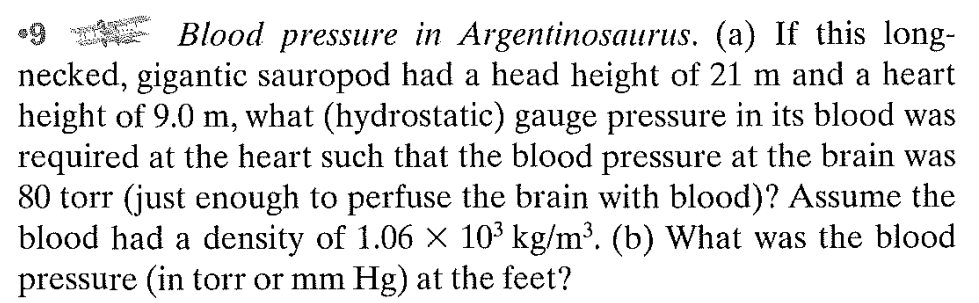 •9 Blood pressure in Argentinosaurus. (a) If this long-
necked, gigantic sauropod had a head height of 21 m and a heart
height of 9.0 m, what (hydrostatic) gauge pressure in its blood was
required at the heart such that the blood pressure at the brain was
80 torr (just enough to perfuse the brain with blood)? Assume the
blood had a density of 1.06 × 10³ kg/m³. (b) What was the blood
pressure (in torr or mm Hg) at the feet?